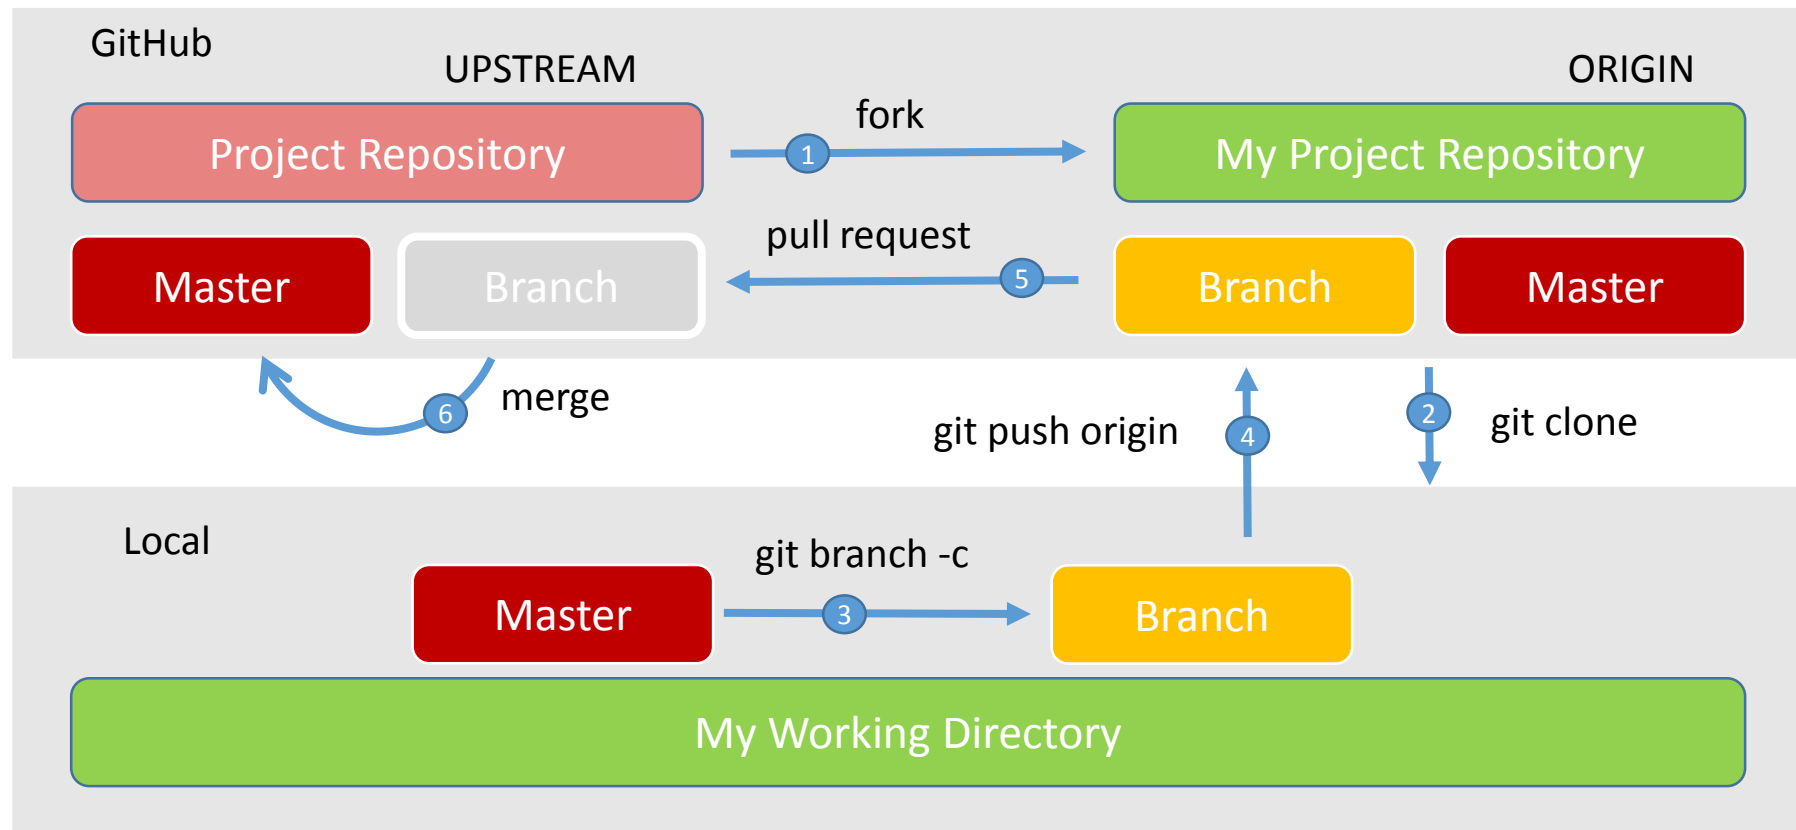 GitHub
UPSTREAM
ORIGIN
fork
Project Repository
1
My Project Repository
pull request
Master
Branch
5
Branch
Master
merge
6
git push origin
4
2
git clone
Local
git branch -c
Master
3
Branch
My Working Directory